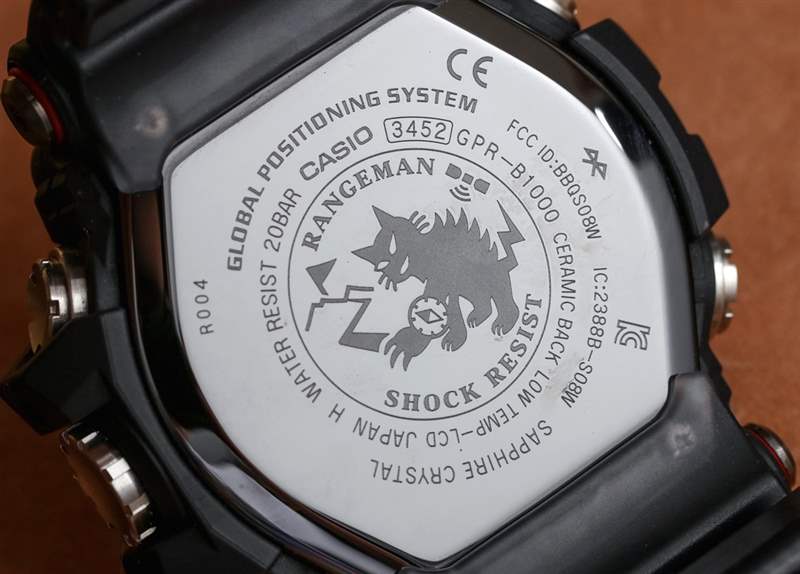 CE
GLOBAL POSITIONING SYSTEM
FCC ID:BBQS08W IC:2388B-S08W
CASIO 3452 GPR-B1000 CERAMIC BACK LOW TEMP-LCD JAPAN H WATER RESIST 20BAR
RANGEMAN
SHOCK RESIST
SAPPHIRE CRYSTAL
R004